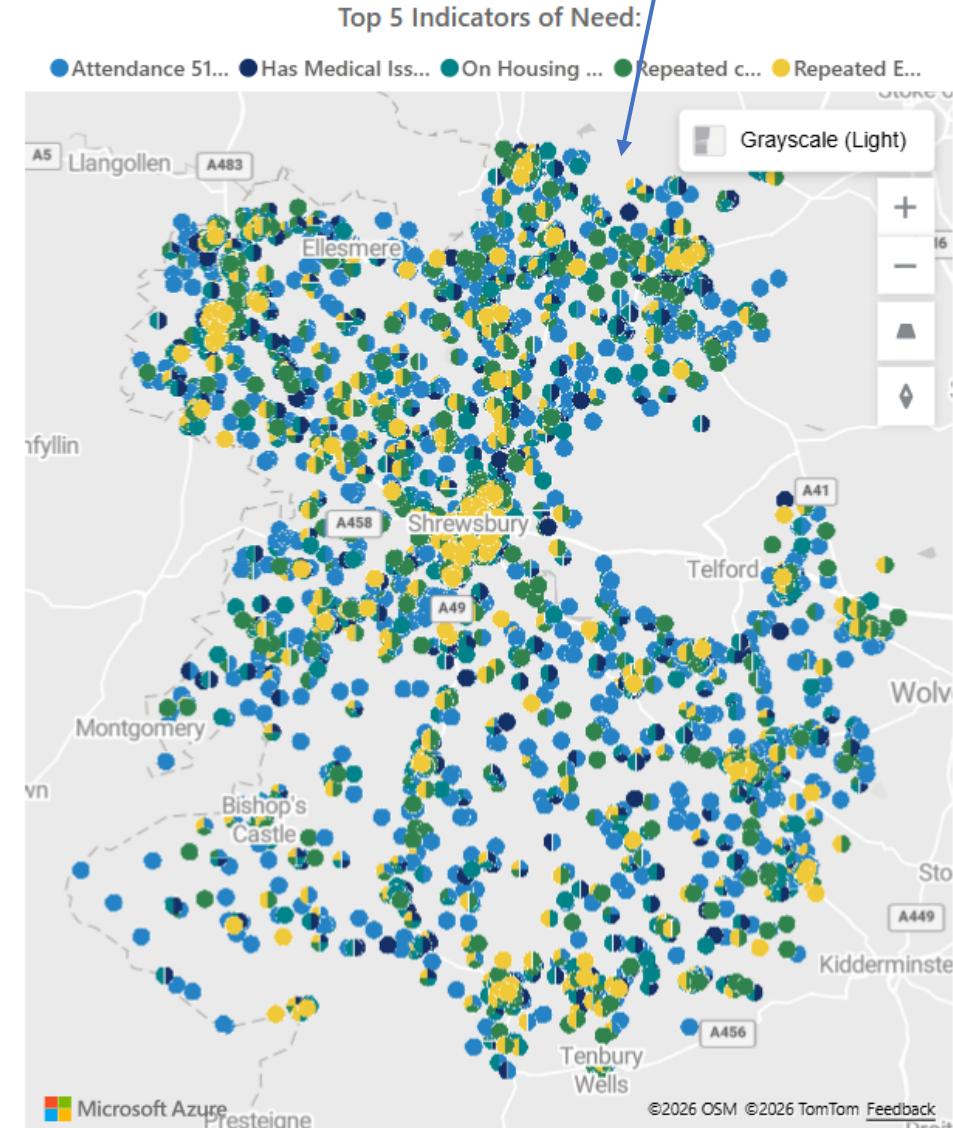 Top 5 Indicators of Need:
Attendance 51... Has Medical Iss... On Housing ... Repeated c... Repeated E...
Grayscale (Light)
A5 Llangollen A483
Ellesmere
16
nfyllin
A41
A458 Shrewsbury
Telford
A49
Wolv
Montgomery
wn
Bishop's
Castle
Sto
A449
Kidderminste
A456
Tenbury
Wells
Microsoft Azure
Presteigne
©2026 OSM ©2026 TomTom Feedback